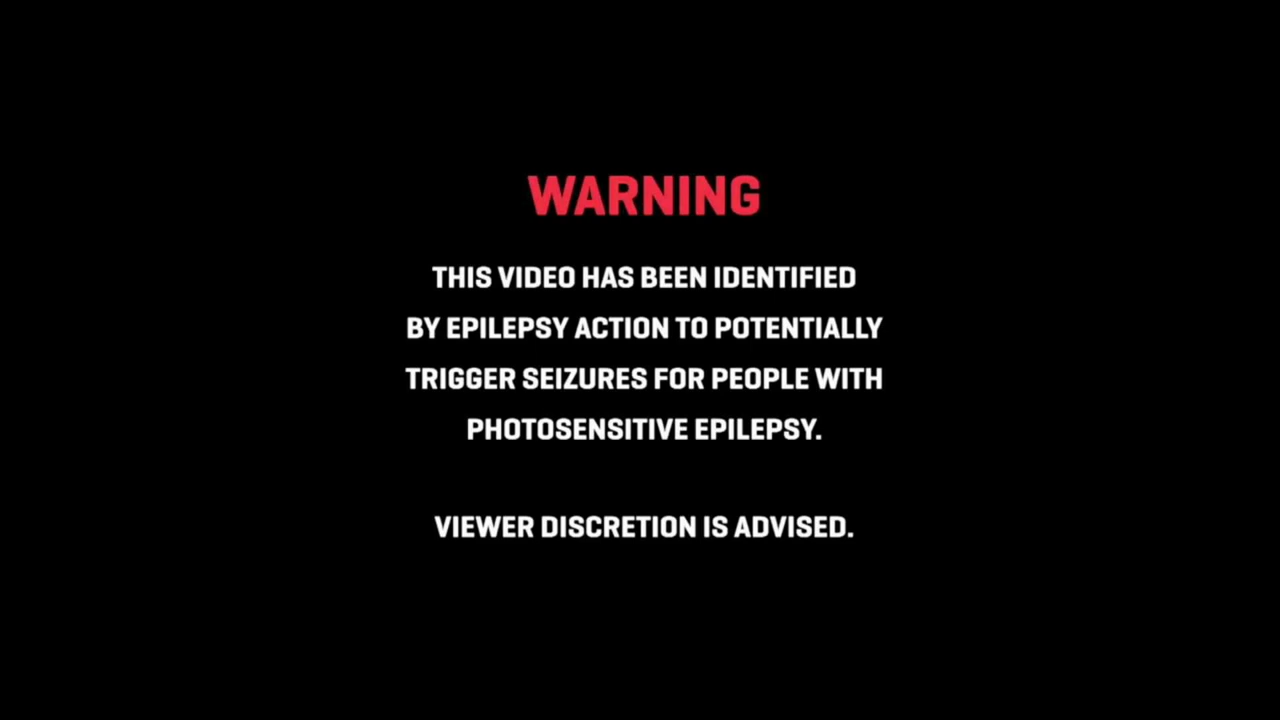 WARNING
THIS VIDEO HAS BEEN IDENTIFIED
BY EPILEPSY ACTION TO POTENTIALLY
TRIGGER SEIZURES FOR PEOPLE WITH
PHOTOSENSITIVE EPILEPSY.
VIEWER DISCRETION IS ADVISED.